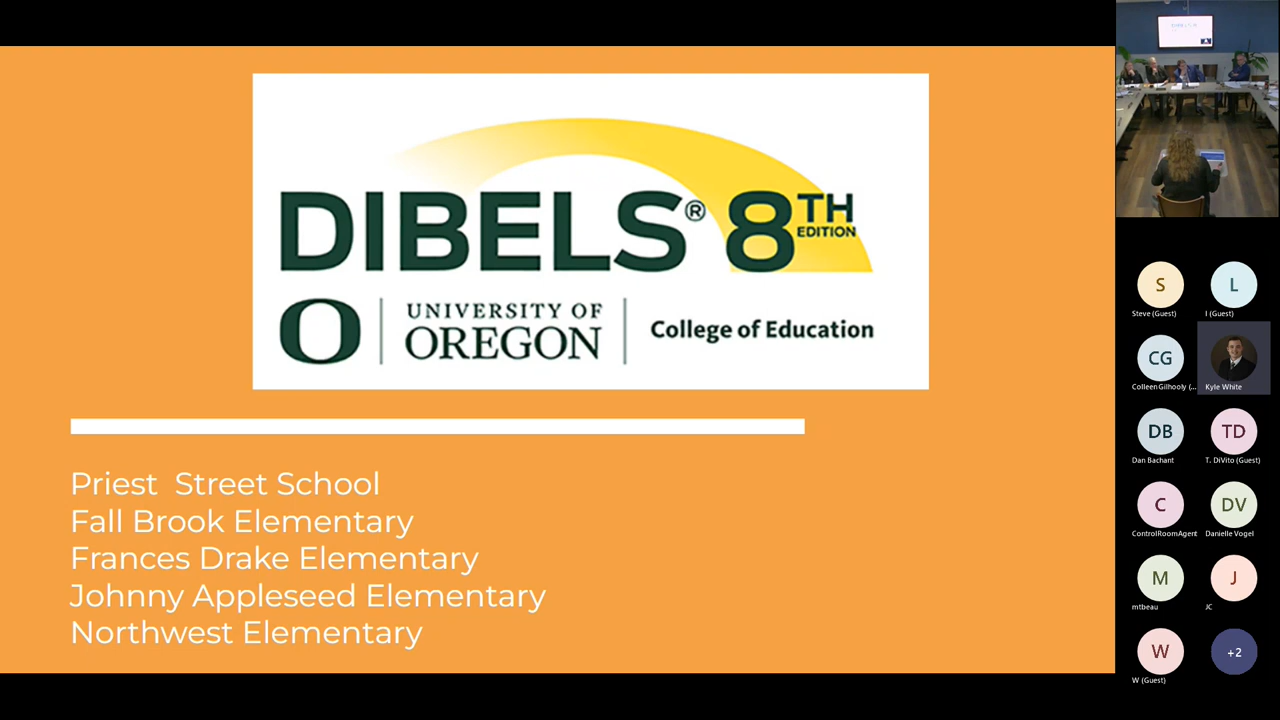 DIBELS® 8TH EDITION
O UNIVERSITY OF OREGON College of Education
Priest Street School
Fall Brook Elementary
Frances Drake Elementary
Johnny Appleseed Elementary
Northwest Elementary
S
L
Steve (Guest)
I (Guest)
CG
Colleen Gilhooly (...
Kyle White
DB
TD
Dan Bachant
T. DiVito (Guest)
C
DV
ControlRoomAgent
Danielle Vogel
M
J
mtbeau
JC
W
+2
W (Guest)